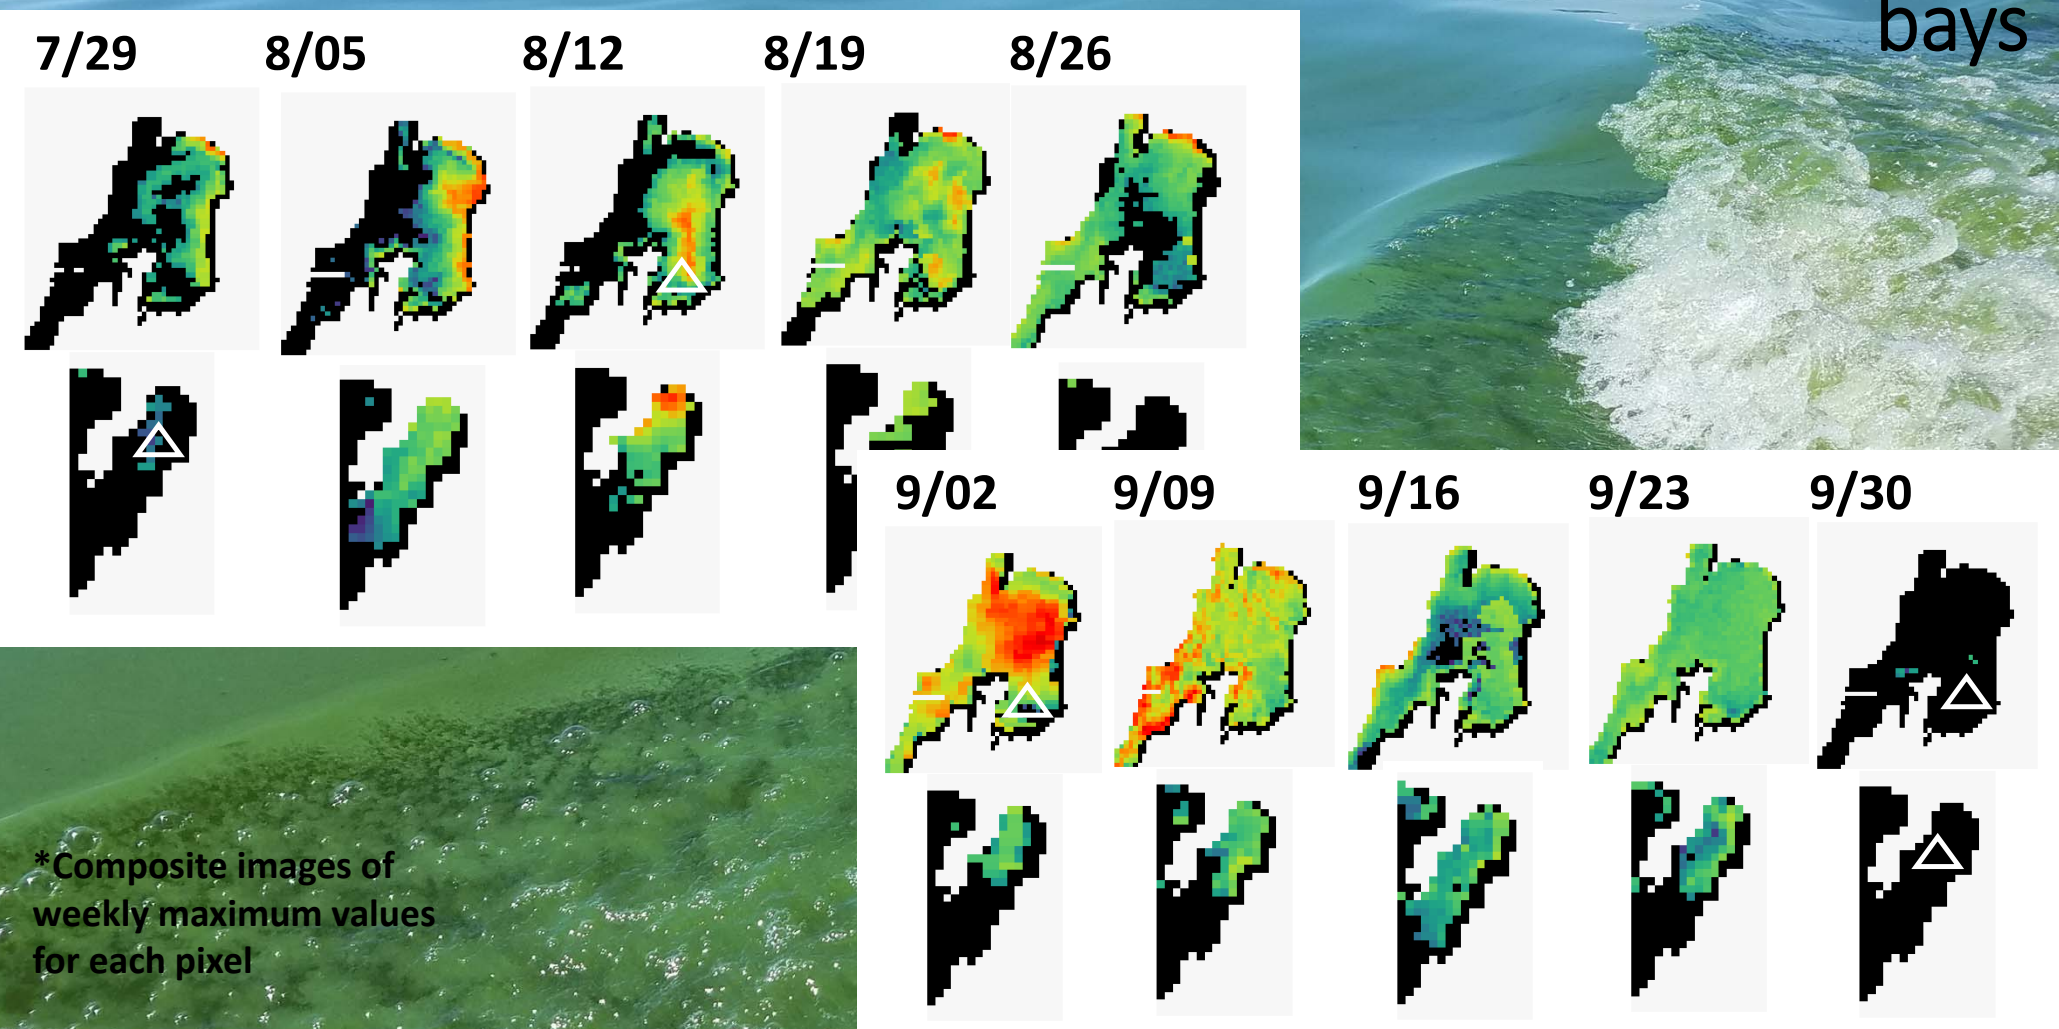 bays
7/29 8/05 8/12 8/19 8/26
9/02 9/09 9/16 9/23 9/30
*Composite images of
weekly maximum values
for each pixel